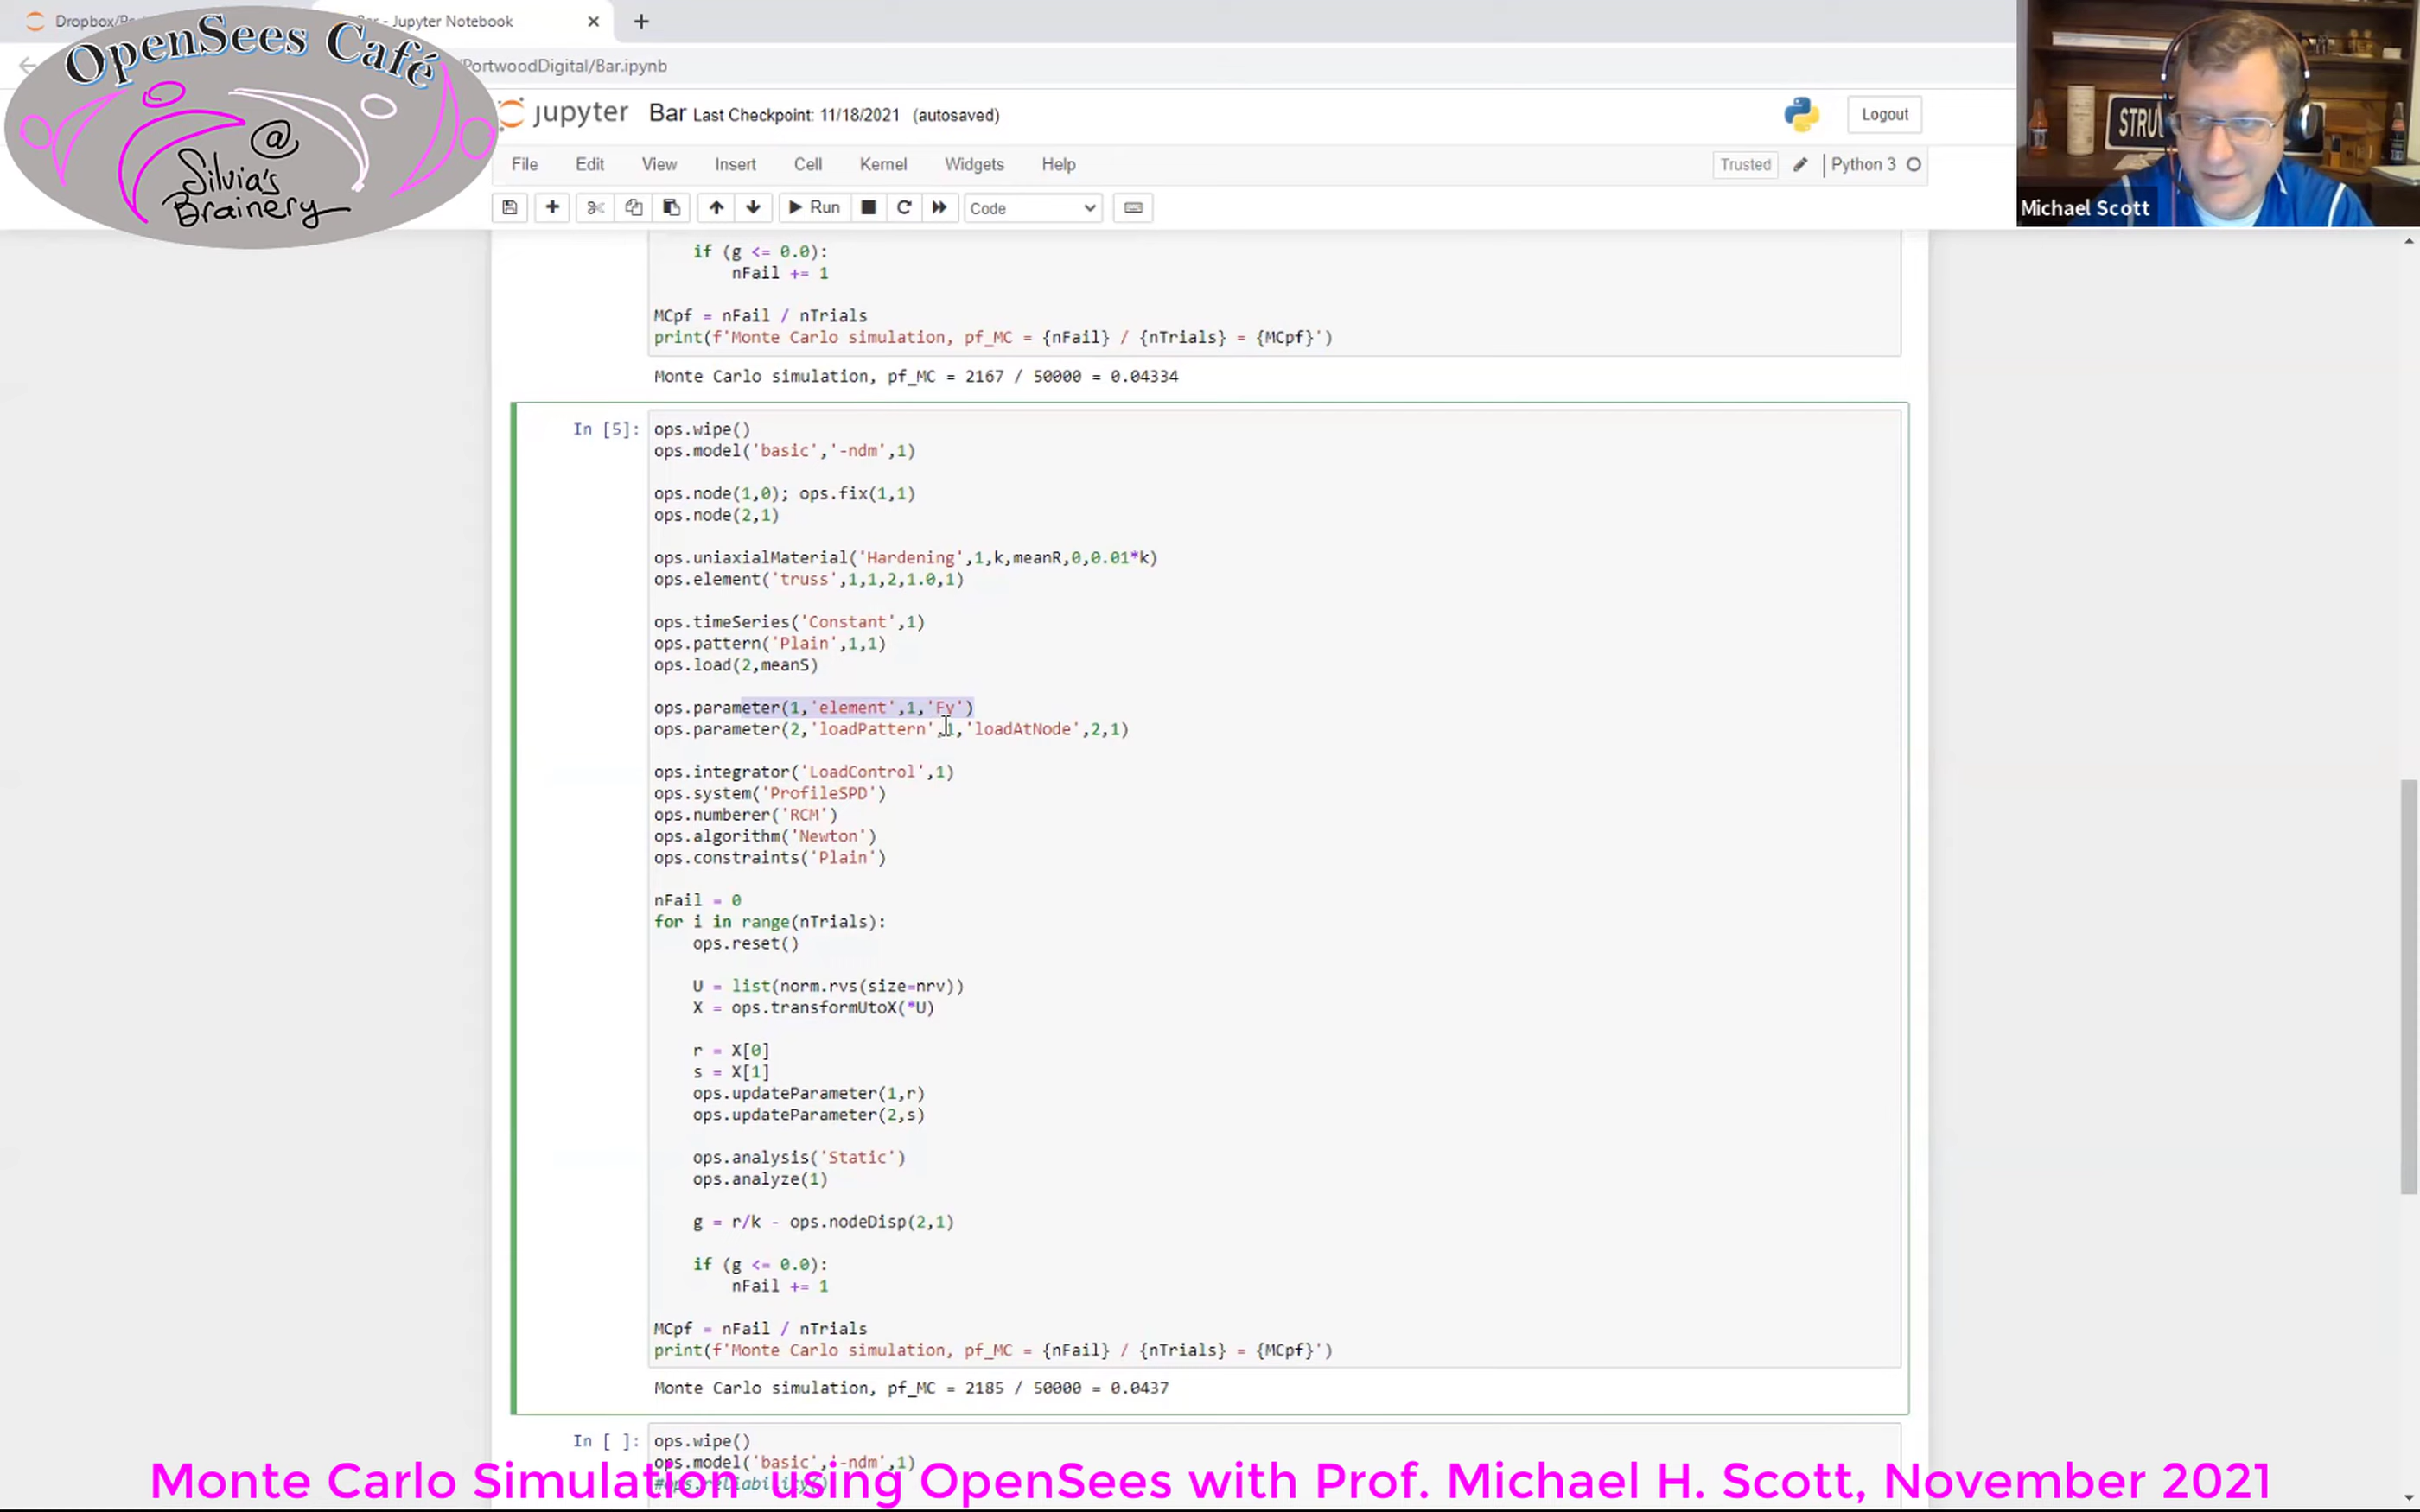 Dropbox/Po
Bar - Jupyter Notebook
OpenSees Café
@
Silvia's
Brainery
/PortwoodDigital/Bar.ipynb
jupyter Bar Last Checkpoint: 11/18/2021 (autosaved)
Logout
File Edit View Insert Cell Kernel Widgets Help
Trusted Python 3
Run Code
STRU
Michael Scott
if (g <= 0.0):
nFail += 1
MCpf = nFail / nTrials
print(f'Monte Carlo simulation, pf_MC = {nFail} / {nTrials} = {MCpf}')
Monte Carlo simulation, pf_MC = 2167 / 50000 = 0.04334
In [5]: ops.wipe()
ops.model('basic','-ndm',1)
ops.node(1,0); ops.fix(1,1)
ops.node(2,1)
ops.uniaxialMaterial('Hardening',1,k,meanR,0,0.01*k)
ops.element('truss',1,1,2,1.0,1)
ops.timeSeries('Constant',1)
ops.pattern('Plain',1,1)
ops.load(2,meanS)
ops.parameter(1,'element',1,'Fy')
ops.parameter(2,'loadPattern',1,'loadAtNode',2,1)
ops.integrator('LoadControl',1)
ops.system('ProfileSPD')
ops.numberer('RCM')
ops.algorithm('Newton')
ops.constraints('Plain')
nFail = 0
for i in range(nTrials):
ops.reset()
U = list(norm.rvs(size=nrv))
X = ops.transformUtoX(*U)
r = X[0]
s = X[1]
ops.updateParameter(1,r)
ops.updateParameter(2,s)
ops.analysis('Static')
ops.analyze(1)
g = r/k - ops.nodeDisp(2,1)
if (g <= 0.0):
nFail += 1
MCpf = nFail / nTrials
print(f'Monte Carlo simulation, pf_MC = {nFail} / {nTrials} = {MCpf}')
Monte Carlo simulation, pf_MC = 2185 / 50000 = 0.0437
In [ ]: ops.wipe()
ops.model('basic','-ndm',1)
#ops.reliability()
Monte Carlo Simulation using OpenSees with Prof. Michael H. Scott, November 2021